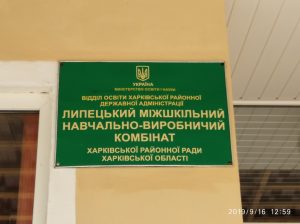 УКРАЇНА
МІНІСТЕРСТВО ОСВІТИ І НАУКИ
ВІДДІЛ ОСВІТИ ХАРКІВСЬКОЇ РАЙОННОЇ
ДЕРЖАВНОЇ АДМІНІСТРАЦІЇ
ЛИПЕЦЬКИЙ МІЖШКІЛЬНИЙ
НАВЧАЛЬНО-ВИРОБНИЧИЙ
КОМБІНАТ
ХАРКІВСЬКОЇ РАЙОННОЇ РАДИ
ХАРКІВСЬКОЇ ОБЛАСТІ
2019/9/16 12:59